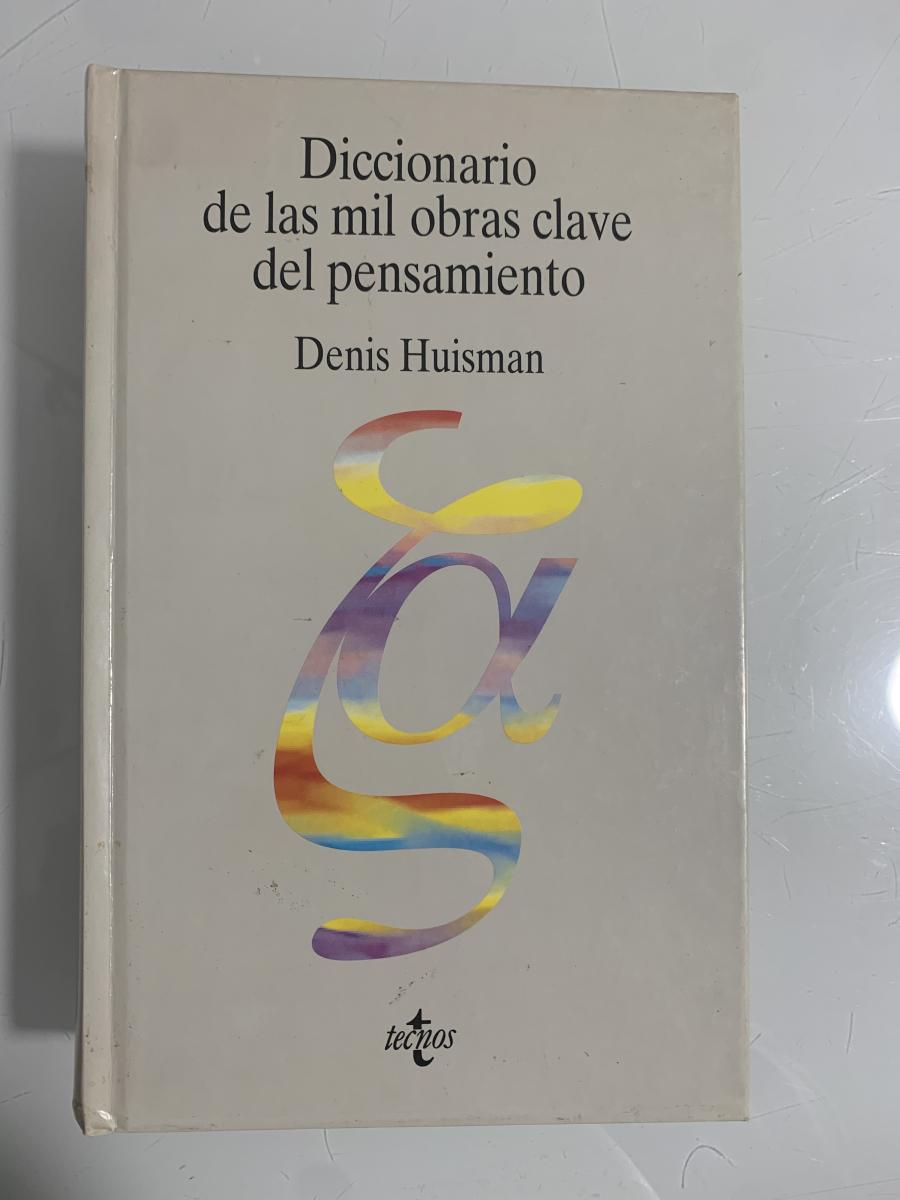 Diccionario
de las mil obras clave
del pensamiento
Denis Huisman
tecnos